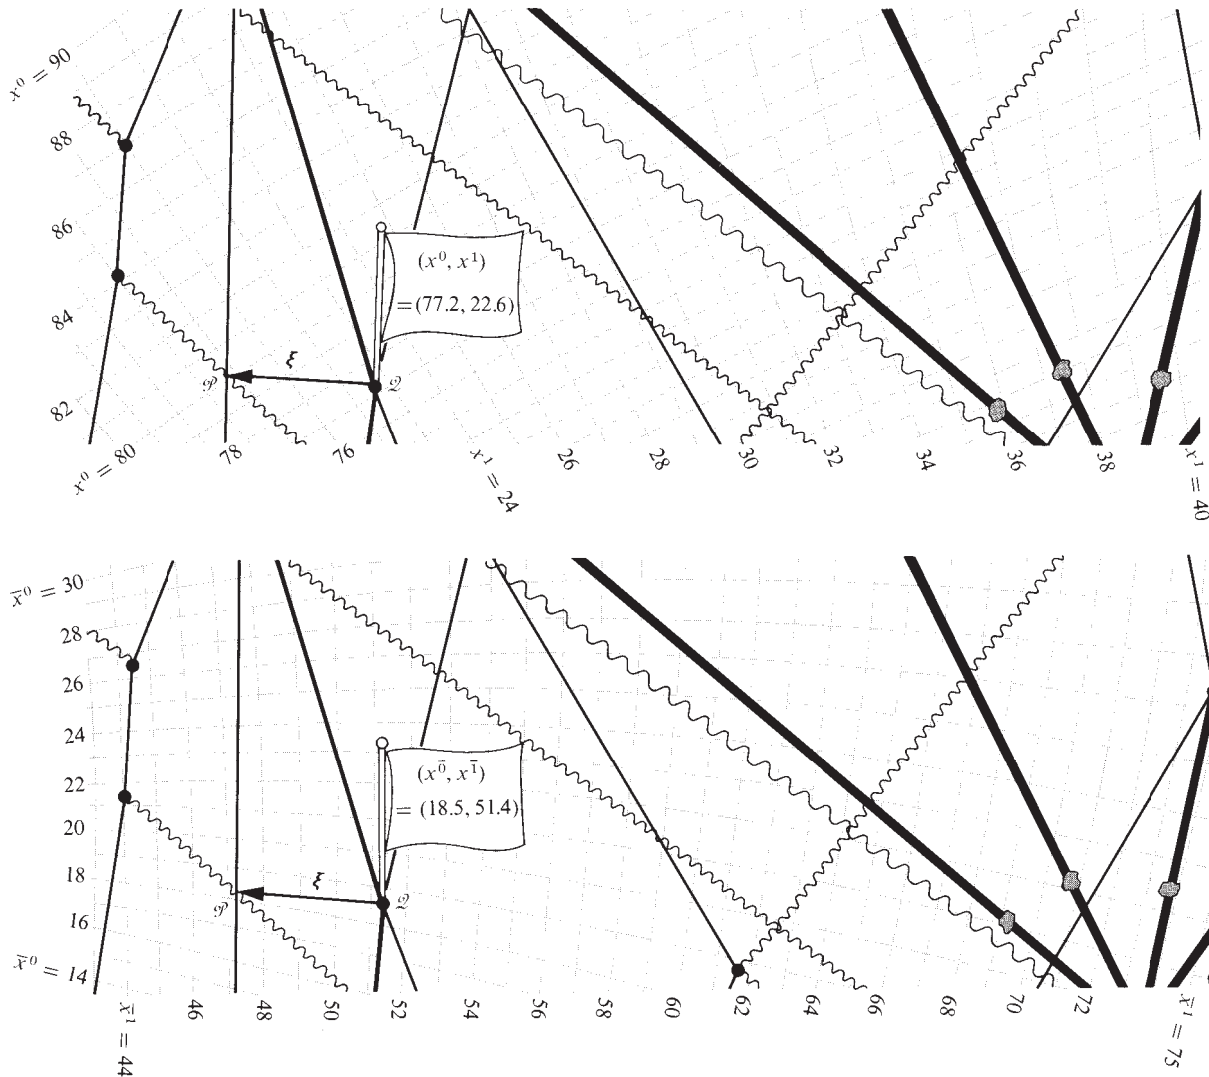 x⁰ = 90
88
86
84
82
x⁰ = 80
78
76
x¹ = 24
26
28
30
32
34
36
38
x¹ = 40
(x⁰, x¹)
= (77.2, 22.6)
ξ
𝒫
𝒬
x̄⁰ = 30
28
26
24
22
20
18
16
x̄⁰ = 14
x̄¹ = 44
46
48
50
52
54
56
58
60
62
64
66
68
70
72
x̄¹ = 75
(x^0̄, x^1̄)
= (18.5, 51.4)
ξ
𝒫
𝒬